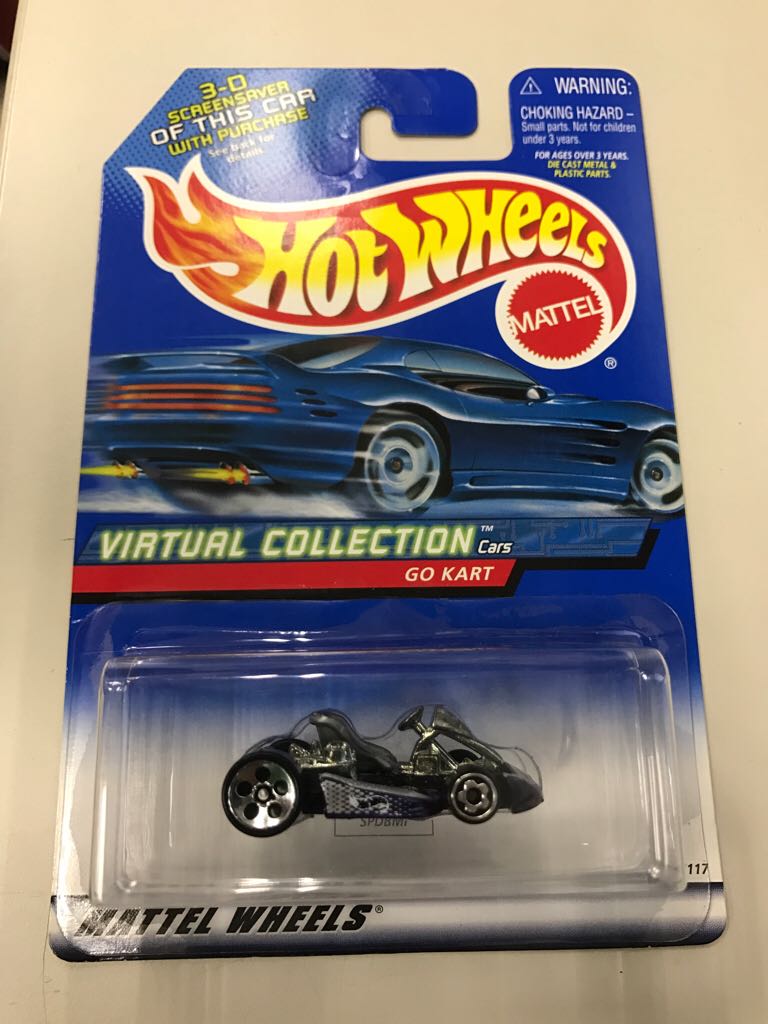 3-D
SCREENSAVER
OF THIS CAR
WITH PURCHASE
See back for
details.
WARNING:
CHOKING HAZARD –
Small parts. Not for children
under 3 years.
FOR AGES OVER 3 YEARS.
DIE CAST METAL &
PLASTIC PARTS.
HOT WHEELS
MATTEL
®
VIRTUAL COLLECTION™ Cars
GO KART
SPDBMI
117
MATTEL WHEELS®